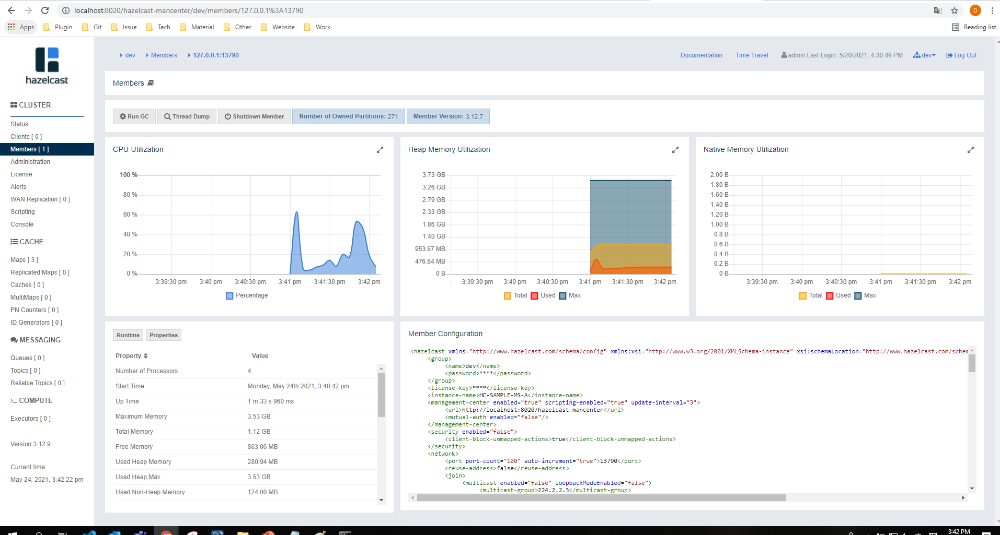 localhost:8020/hazelcast-mancenter/dev/members/127.0.0.1%3A13790
D
Apps Plugin Git Issue Tech Material Other Website Work Reading list
hazelcast
dev Members 127.0.0.1:13790
Documentation Time Travel admin Last Login: 5/20/2021, 4:30:49 PM dev Log Out
Members
CLUSTER
Status
Clients [ 0 ]
Members [ 1 ]
Administration
License
Alerts
WAN Replication [ 0 ]
Scripting
Console
CACHE
Maps [ 3 ]
Replicated Maps [ 0 ]
Caches [ 0 ]
MultiMaps [ 0 ]
PN Counters [ 0 ]
ID Generators [ 0 ]
MESSAGING
Queues [ 0 ]
Topics [ 0 ]
Reliable Topics [ 0 ]
COMPUTE
Executors [ 0 ]
Version 3.12.9
Current time:
May 24, 2021, 3:42:22 pm
Run GC Thread Dump Shutdown Member Number of Owned Partitions: 271 Member Version: 3.12.7
CPU Utilization
100 %
80 %
60 %
40 %
20 %
0 %
3:39:30 pm 3:40 pm 3:40:30 pm 3:41 pm 3:41:30 pm 3:42 pm
Percentage
Heap Memory Utilization
3.73 GB
3.26 GB
2.79 GB
2.33 GB
1.86 GB
1.40 GB
953.67 MB
476.84 MB
0 B
3:39:30 pm 3:40 pm 3:40:30 pm 3:41 pm 3:41:30 pm 3:42 pm
Total Used Max
Native Memory Utilization
2.00 B
1.80 B
1.60 B
1.40 B
1.20 B
1.00 B
0.8 B
0.6 B
0.4 B
0.2 B
0 B
3:39:30 pm 3:40 pm 3:40:30 pm 3:41 pm 3:41:30 pm 3:42 pm
Total Used Max
Runtime Properties
Property Value
Number of Processors 4
Start Time Monday, May 24th 2021, 3:40:42 pm
Up Time 1 m 33 s 960 ms
Maximum Memory 3.53 GB
Total Memory 1.12 GB
Free Memory 863.06 MB
Used Heap Memory 280.94 MB
Used Heap Max 3.53 GB
Used Non-Heap Memory 124.00 MB
Member Configuration
<hazelcast xmlns="http://www.hazelcast.com/schema/config" xmlns:xsi="http://www.w3.org/2001/XMLSchema-instance" xsi:schemaLocation="http://www.hazelcast.com/schem
<group>
<name>dev</name>
<password>****</password>
</group>
<license-key>****</license-key>
<instance-name>HC-SAMPLE-MS-A</instance-name>
<management-center enabled="true" scripting-enabled="true" update-interval="3">
<url>http://localhost:8020/hazelcast-mancenter</url>
<mutual-auth enabled="false"/>
</management-center>
<security enabled="false">
<client-block-unmapped-actions>true</client-block-unmapped-actions>
</security>
<network>
<port port-count="100" auto-increment="true">13790</port>
<reuse-address>false</reuse-address>
<join>
<multicast enabled="false" loopbackModeEnabled="false">
<multicast-group>224.2.2.3</multicast-group>
3:42 PM